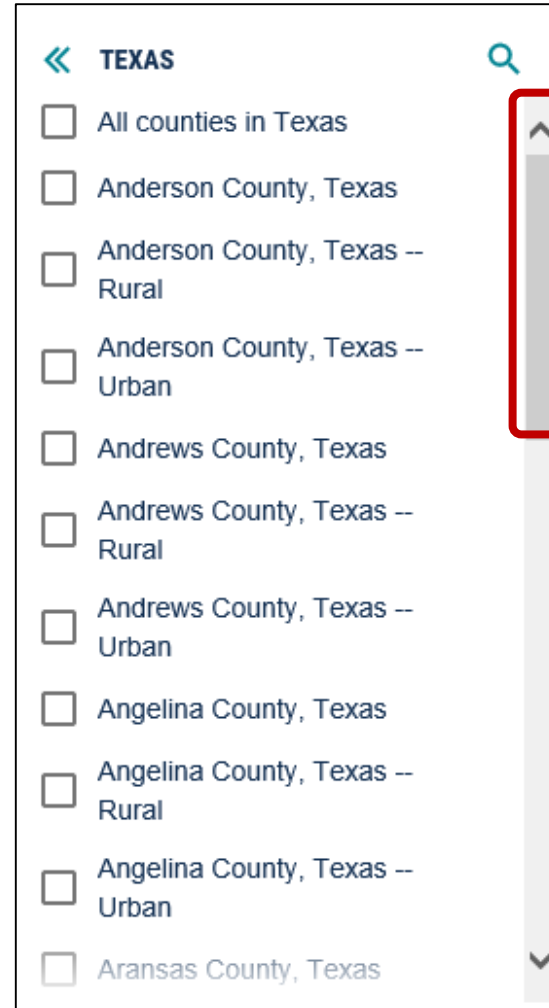 TEXAS
All counties in Texas
Anderson County, Texas
Anderson County, Texas --
Rural
Anderson County, Texas --
Urban
Andrews County, Texas
Andrews County, Texas --
Rural
Andrews County, Texas --
Urban
Angelina County, Texas
Angelina County, Texas --
Rural
Angelina County, Texas --
Urban
Aransas County, Texas